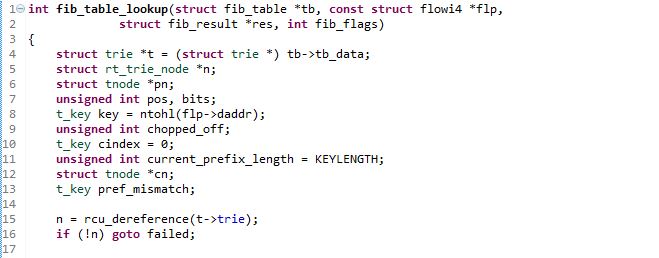 1 int fib_table_lookup(struct fib_table *tb, const struct flowi4 *flp,
2              struct fib_result *res, int fib_flags)
3 {
4     struct trie *t = (struct trie *) tb->tb_data;
5     struct rt_trie_node *n;
6     struct tnode *pn;
7     unsigned int pos, bits;
8     t_key key = ntohl(flp->daddr);
9     unsigned int chopped_off;
10     t_key cindex = 0;
11     unsigned int current_prefix_length = KEYLENGTH;
12     struct tnode *cn;
13     t_key pref_mismatch;
14
15     n = rcu_dereference(t->trie);
16     if (!n) goto failed;
17